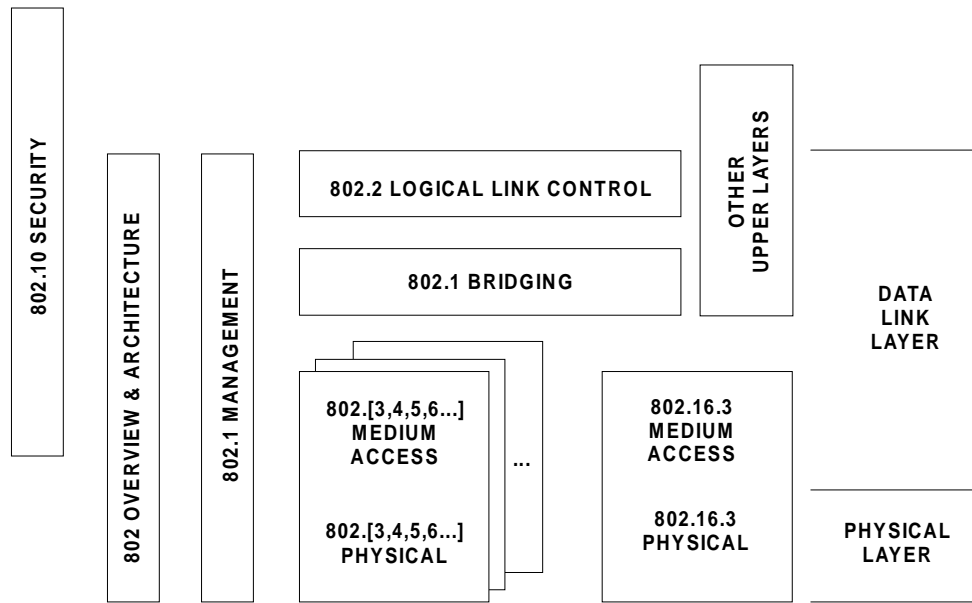 802.10 SECURITY
802 OVERVIEW & ARCHITECTURE
802.1 MANAGEMENT
802.2 LOGICAL LINK CONTROL
802.1 BRIDGING
OTHER
UPPER LAYERS
802.[3,4,5,6...]
MEDIUM
ACCESS
...
802.[3,4,5,6...]
PHYSICAL
802.16.3
MEDIUM
ACCESS
802.16.3
PHYSICAL
DATA
LINK
LAYER
PHYSICAL
LAYER